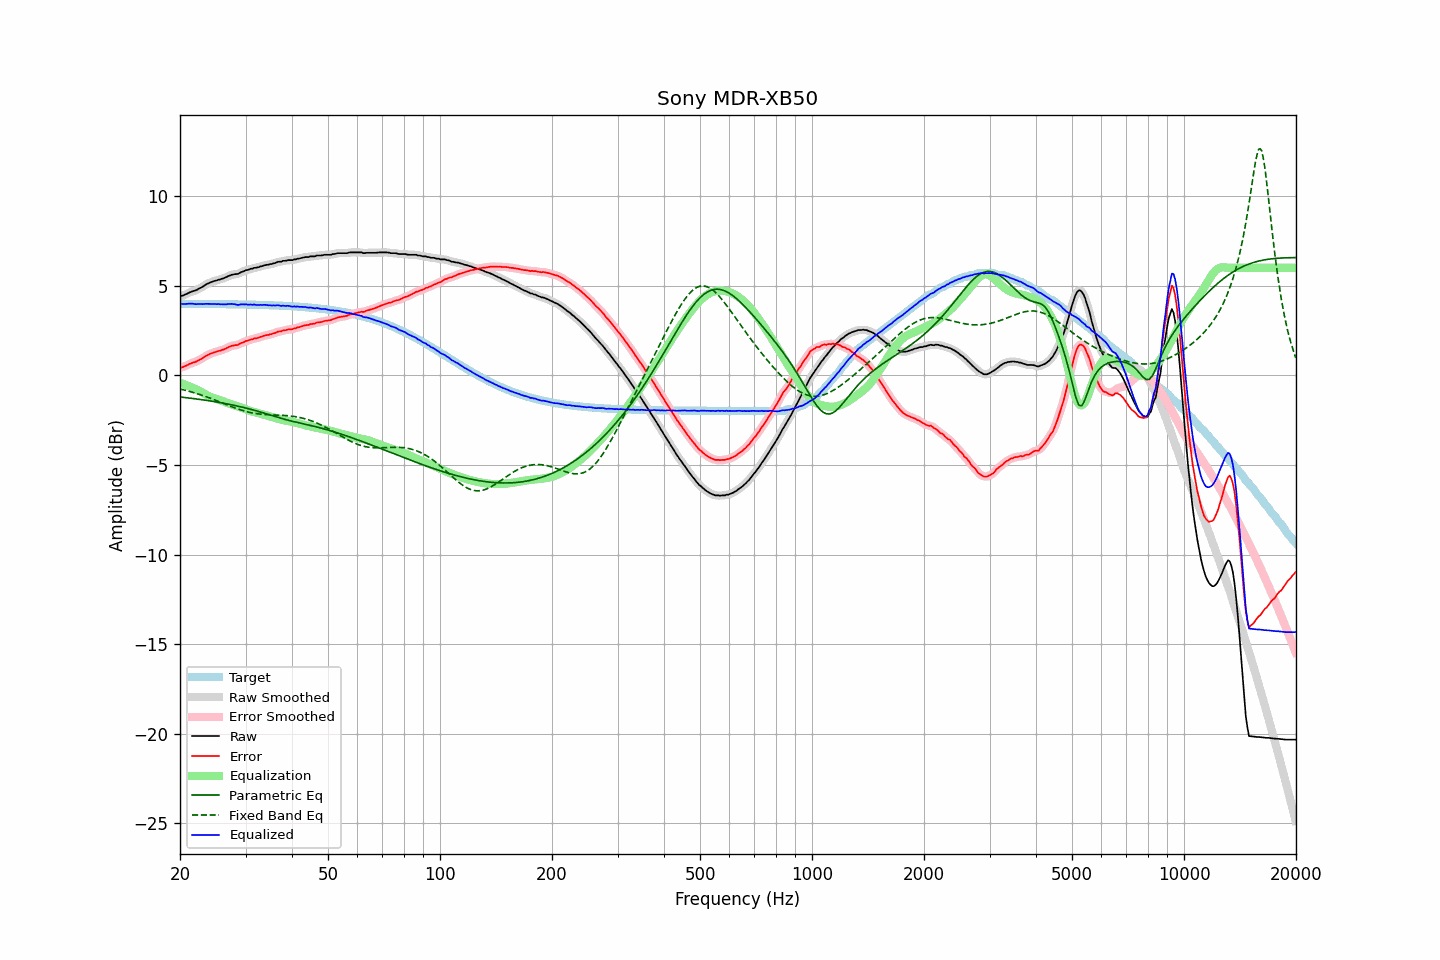 Sony MDR-XB50
Amplitude (dBr)
10
5
0
−5
−10
−15
−20
−25
Target
Raw Smoothed
Error Smoothed
Raw
Error
Equalization
Parametric Eq
Fixed Band Eq
Equalized
20 50 100 200 500 1000 2000 5000 10000 20000
Frequency (Hz)